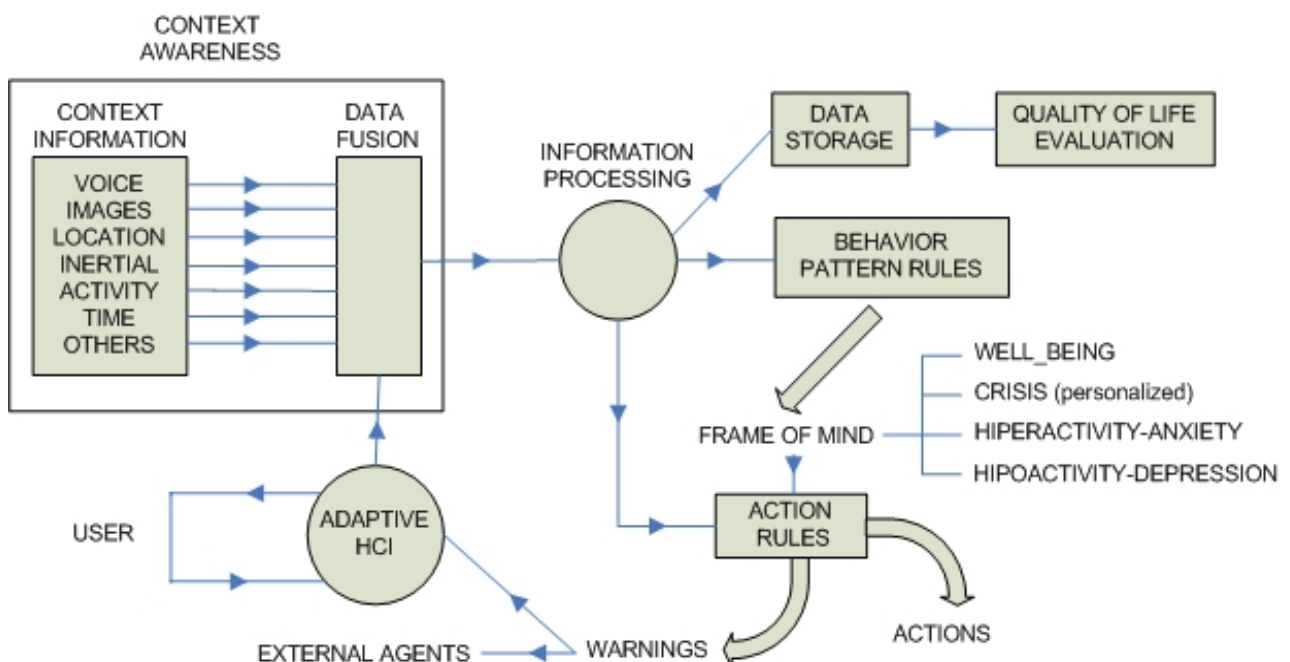 CONTEXT
AWARENESS
CONTEXT
INFORMATION
DATA
FUSION
VOICE
IMAGES
LOCATION
INERTIAL
ACTIVITY
TIME
OTHERS
INFORMATION
PROCESSING
DATA
STORAGE
QUALITY OF LIFE
EVALUATION
BEHAVIOR
PATTERN RULES
FRAME OF MIND
WELL_BEING
CRISIS (personalized)
HIPERACTIVITY-ANXIETY
HIPOACTIVITY-DEPRESSION
ACTION
RULES
USER
ADAPTIVE
HCI
EXTERNAL AGENTS
WARNINGS
ACTIONS